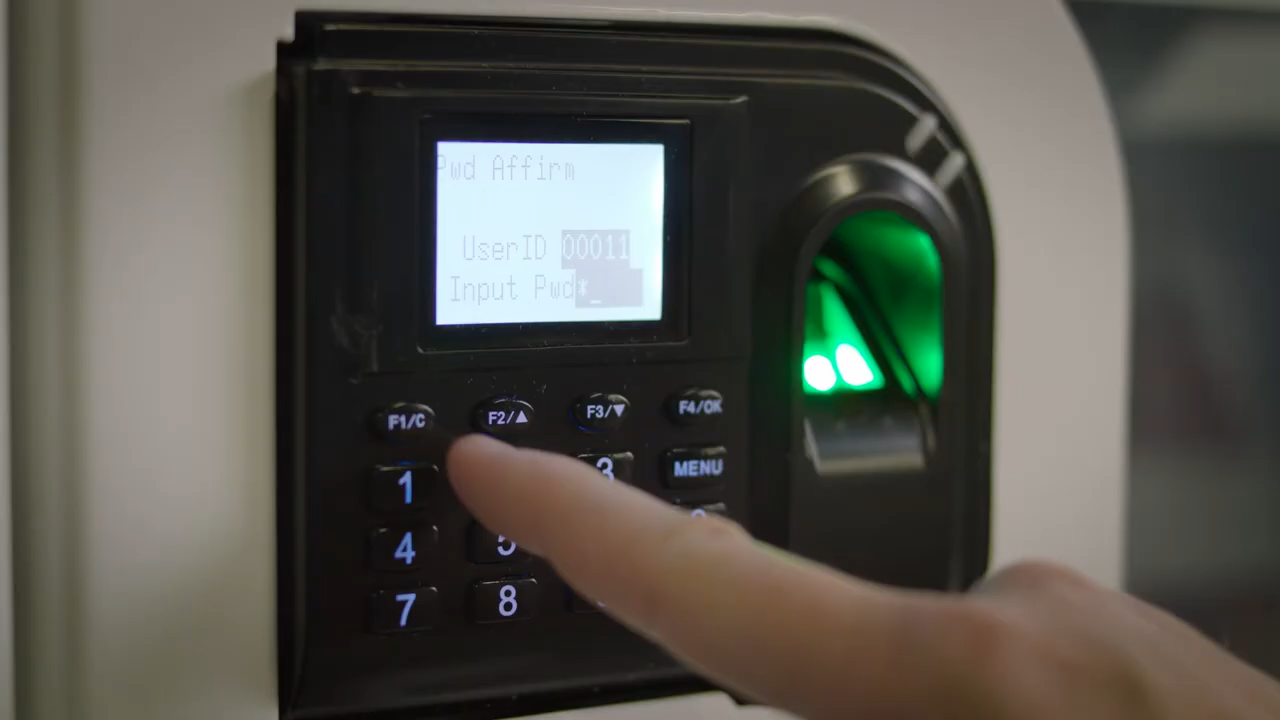 Pwd Affirm
UserID 00011
Input Pwd*_
F1/C F2/▲ F3/▼ F4/OK
1 3 MENU
4 5
7 8